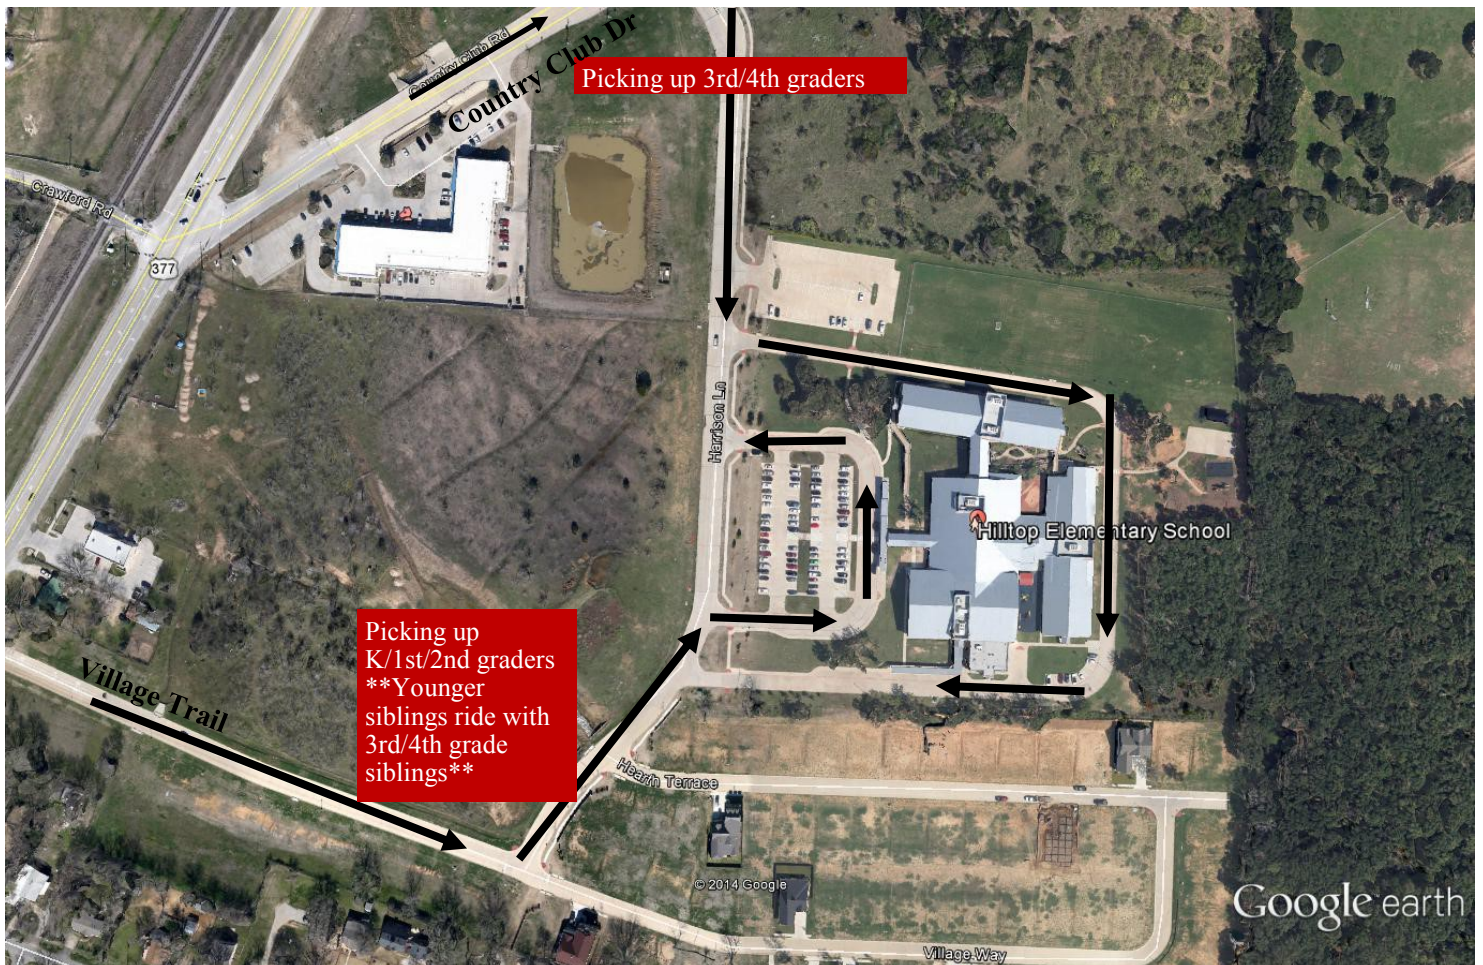 Country Club Rd
Country Club Dr
Picking up 3rd/4th graders
Crawford Rd
377
Harrison Ln
Hilltop Elementary School
Picking up
K/1st/2nd graders
**Younger
siblings ride with
3rd/4th grade
siblings**
Village Trail
Hearth Terrace
© 2014 Google
Google earth
Village Way